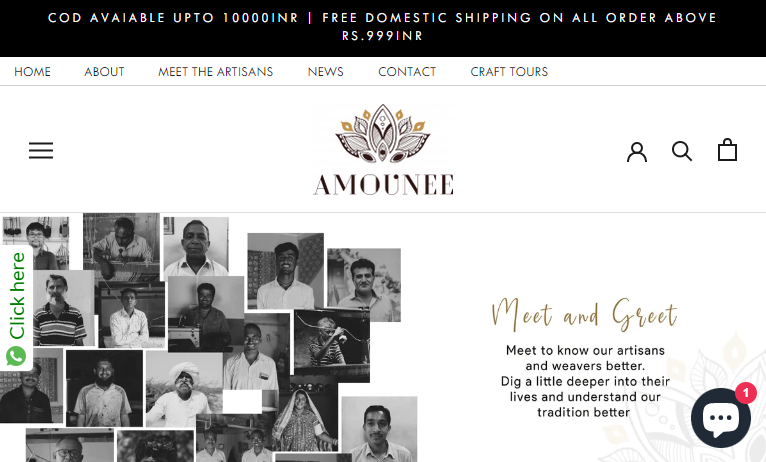 COD AVAIABLE UPTO 10000INR | FREE DOMESTIC SHIPPING ON ALL ORDER ABOVE
RS.999INR
HOME ABOUT MEET THE ARTISANS NEWS CONTACT CRAFT TOURS
AMOUNEE
Click here
Meet and Greet
Meet to know our artisans
and weavers better.
Dig a little deeper into their
lives and understand our
tradition better
1